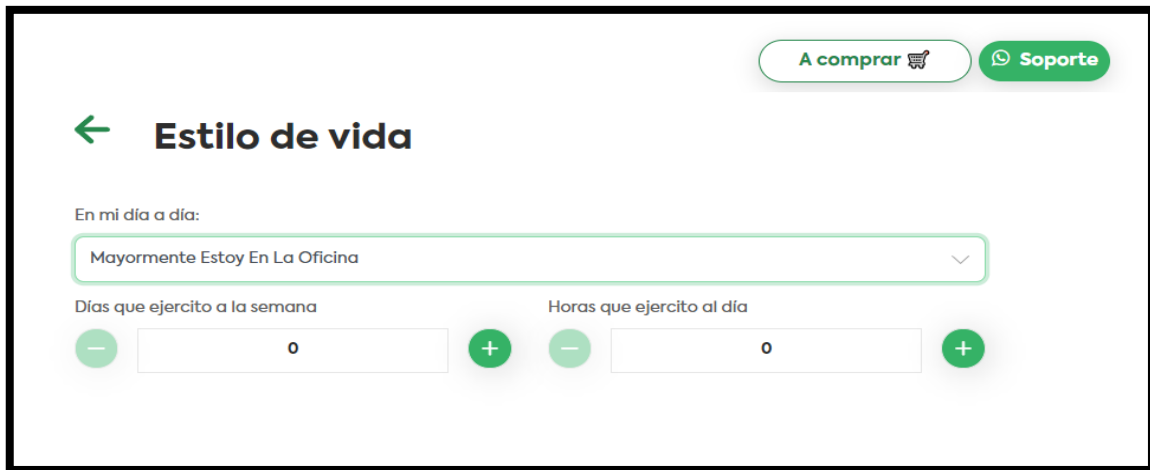 A comprar 🛒
Soporte
Estilo de vida
En mi día a día:
Mayormente Estoy En La Oficina
Días que ejercito a la semana
Horas que ejercito al día
0
0